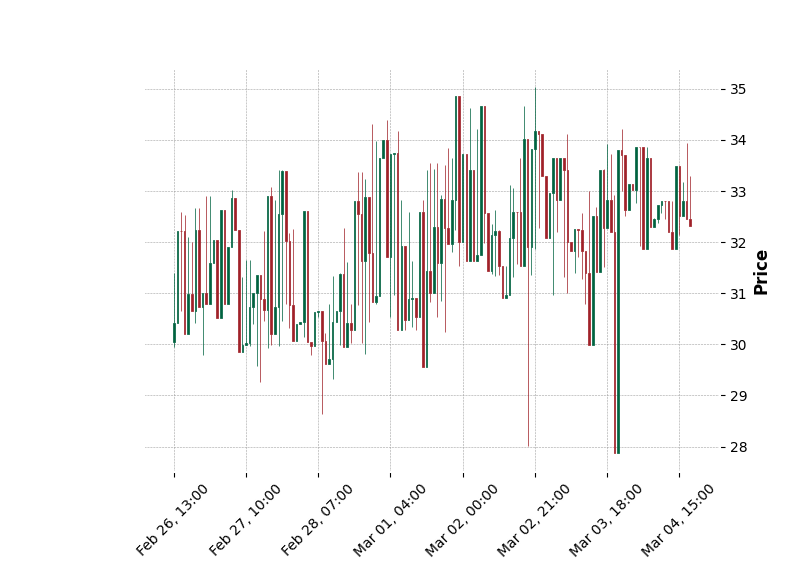 35
34
33
32
31
30
29
28
Price
Feb 26, 13:00
Feb 27, 10:00
Feb 28, 07:00
Mar 01, 04:00
Mar 02, 00:00
Mar 02, 21:00
Mar 03, 18:00
Mar 04, 15:00